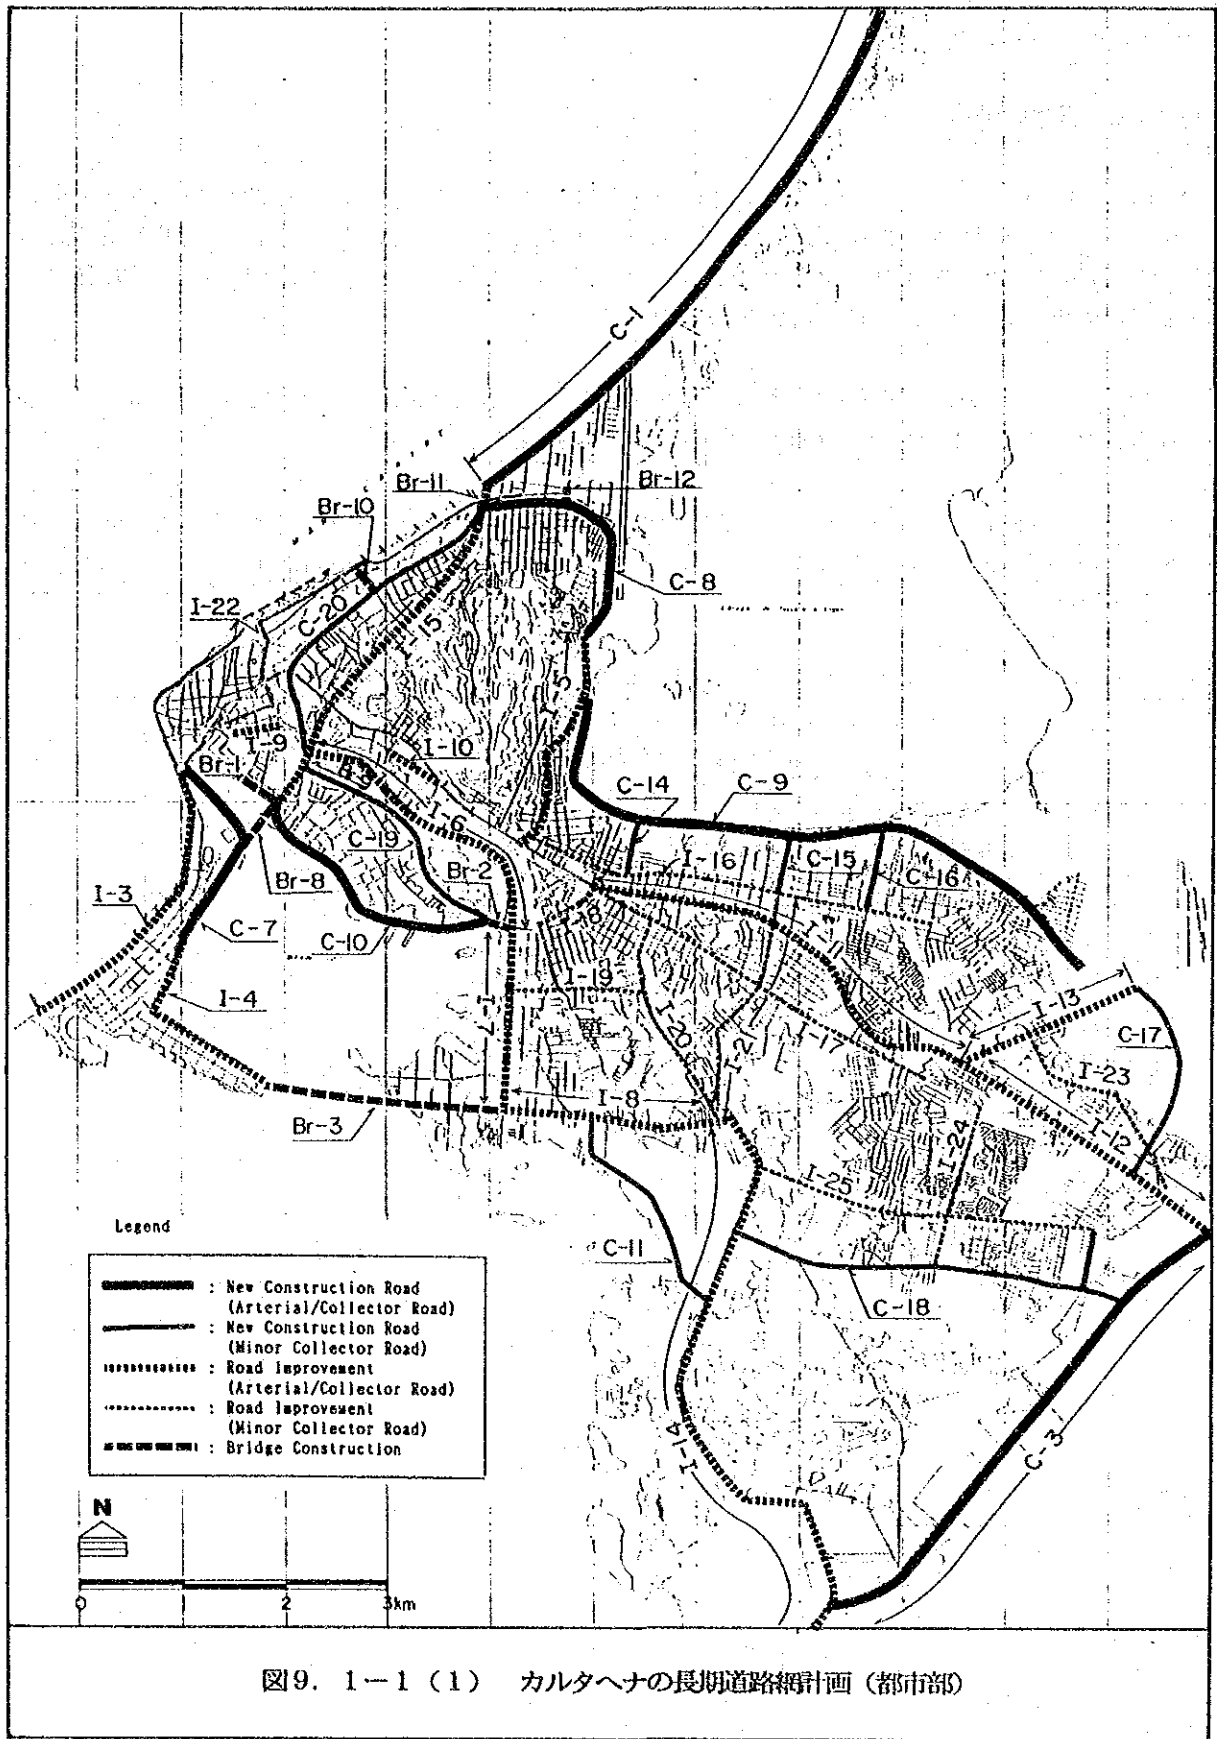 C-1
Br-11
Br-12
Br-10
C-8
I-22
C-20
I-15
I-5
I-9
I-10
Br-1
C-14
C-9
I-6
C-19
I-16
C-15
C-16
Br-2
I-3
Br-8
C-7
C-10
I-18
I-11
I-19
I-4
I-7
I-20
I-21
I-17
I-13
C-17
I-23
I-8
Br-3
I-12
I-24
I-25
C-11
C-18
I-14
C-3
Legend
: New Construction Road
(Arterial/Collector Road)
: New Construction Road
(Minor Collector Road)
: Road Improvement
(Arterial/Collector Road)
: Road Improvement
(Minor Collector Road)
: Bridge Construction
N
0 1 2 3km
図9. 1-1 (1) カルタヘナの長期道路網計画 (都市部)